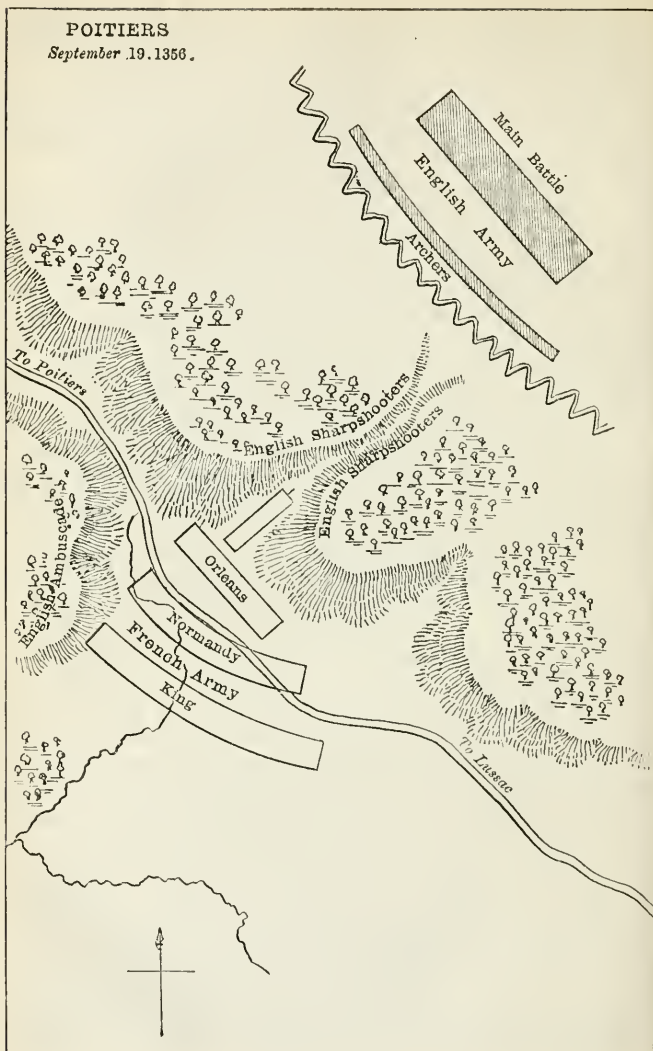 POITIERS
September .19.1356.
Main Battle
English Army
Archers
To Poitiers
English Sharpshooters
English Sharpshooters
English Ambuscade
Orleans
Normandy
French Army
King
To Lussac